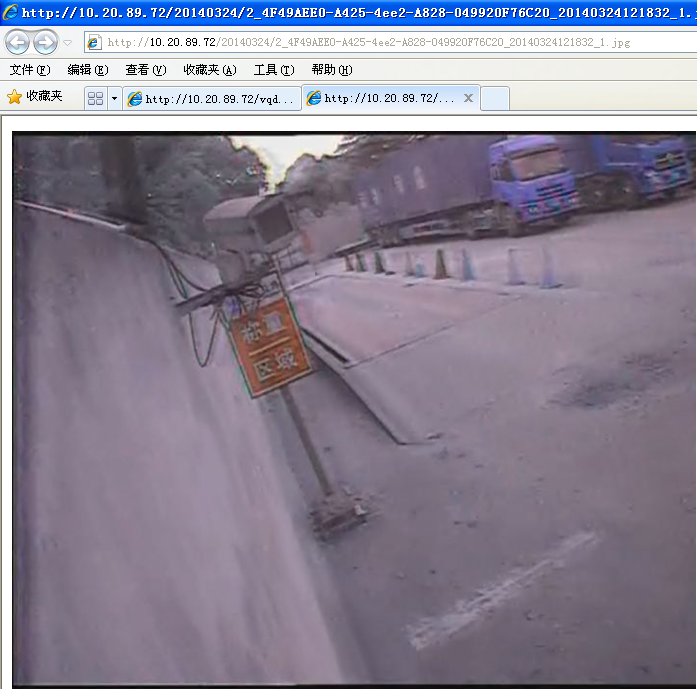 http://10.20.89.72/20140324/2_4F49AEE0-A425-4ee2-A828-049920F76C20_20140324121832_1.
http://10.20.89.72/20140324/2_4F49AEE0-A425-4ee2-A828-049920F76C20_20140324121832_1.jpg
文件(F) 编辑(E) 查看(V) 收藏夹(A) 工具(T) 帮助(H)
收藏夹 http://10.20.89.72/vqd... http://10.20.89.72/...
称量
区域